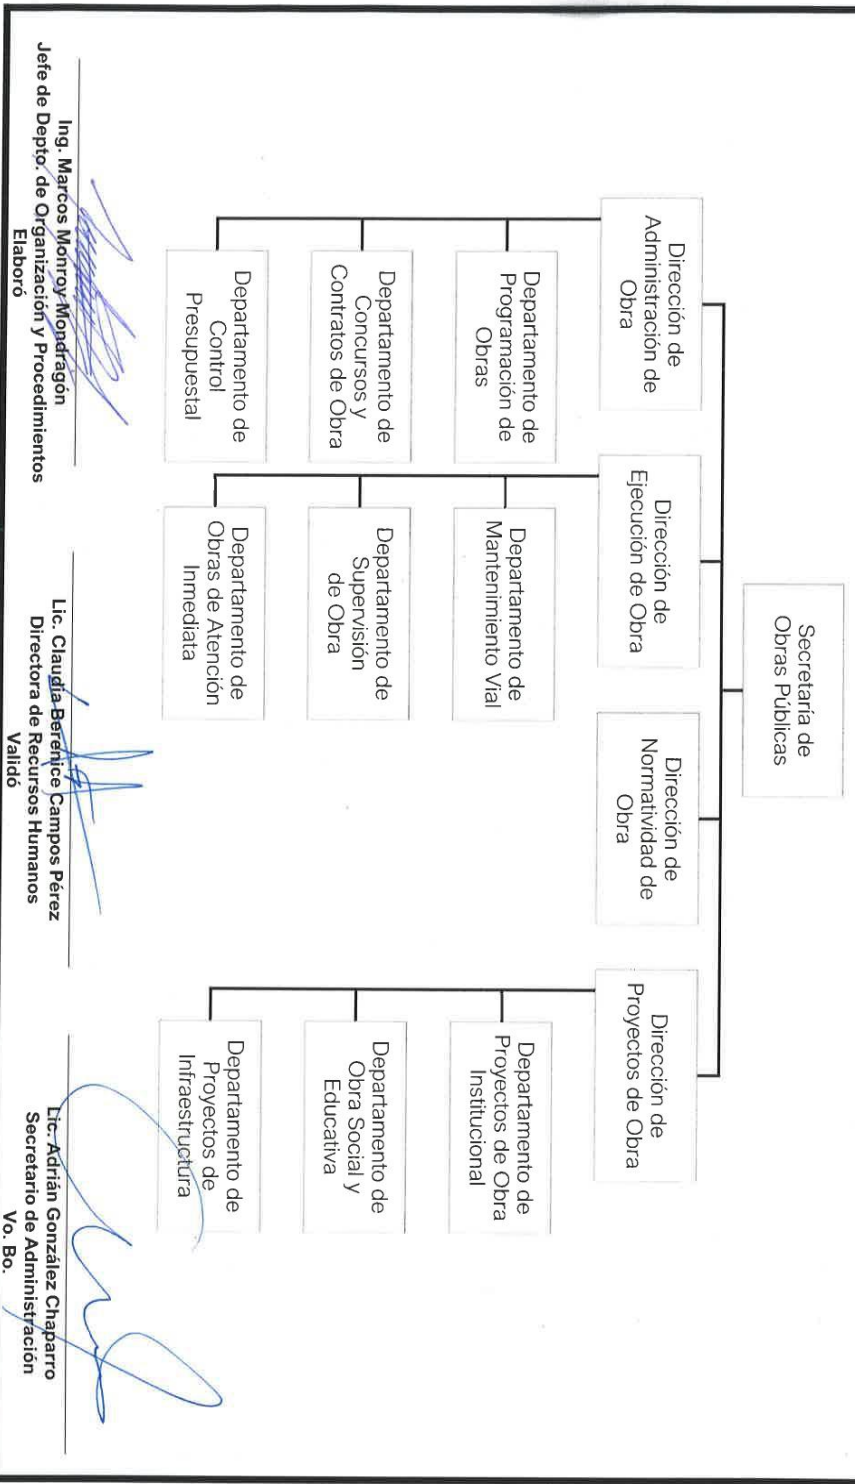 Secretaría de
Obras Públicas
Dirección de
Administración de
Obra
Dirección de
Ejecución de Obra
Dirección de
Normatividad de
Obra
Dirección de
Proyectos de Obra
Departamento de
Programación de
Obras
Departamento de
Concursos y
Contratos de Obra
Departamento de
Control
Presupuestal
Departamento de
Mantenimiento Vial
Departamento de
Supervisión
de Obra
Departamento de
Obras de Atención
Inmediata
Departamento de
Proyectos de Obra
Institucional
Departamento de
Obra Social y
Educativa
Departamento de
Proyectos de
Infraestructura
Ing. Marcos Monroy Mondragón
Jefe de Depto. de Organización y Procedimientos
Elaboró
Lic. Claudia Berenice Campos Pérez
Directora de Recursos Humanos
Validó
Lic. Adrián González Chaparro
Secretario de Administración
Vo. Bo.